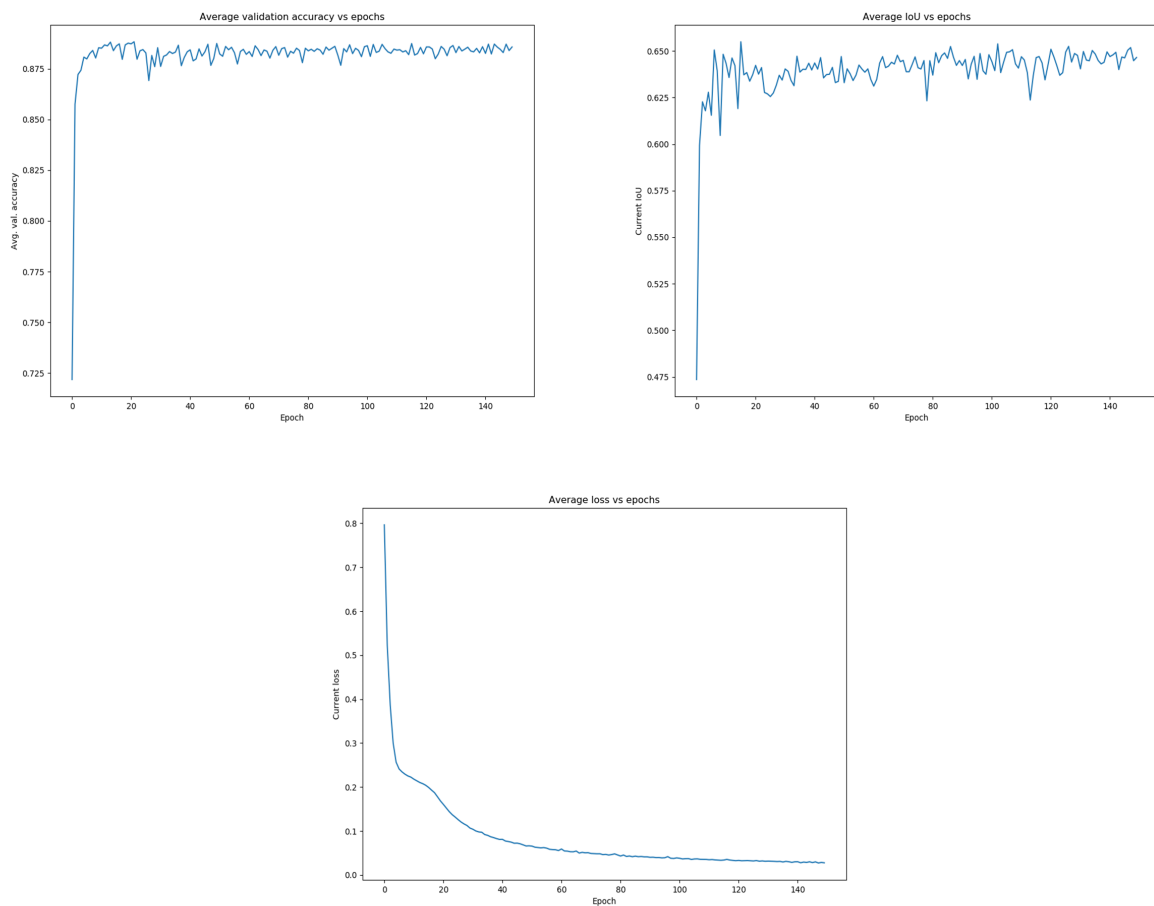 Average validation accuracy vs epochs
Avg. val. accuracy
0.875
0.850
0.825
0.800
0.775
0.750
0.725
0 20 40 60 80 100 120 140
Epoch
Average IoU vs epochs
Current IoU
0.650
0.625
0.600
0.575
0.550
0.525
0.500
0.475
0 20 40 60 80 100 120 140
Epoch
Average loss vs epochs
Current loss
0.8
0.7
0.6
0.5
0.4
0.3
0.2
0.1
0.0
0 20 40 60 80 100 120 140
Epoch